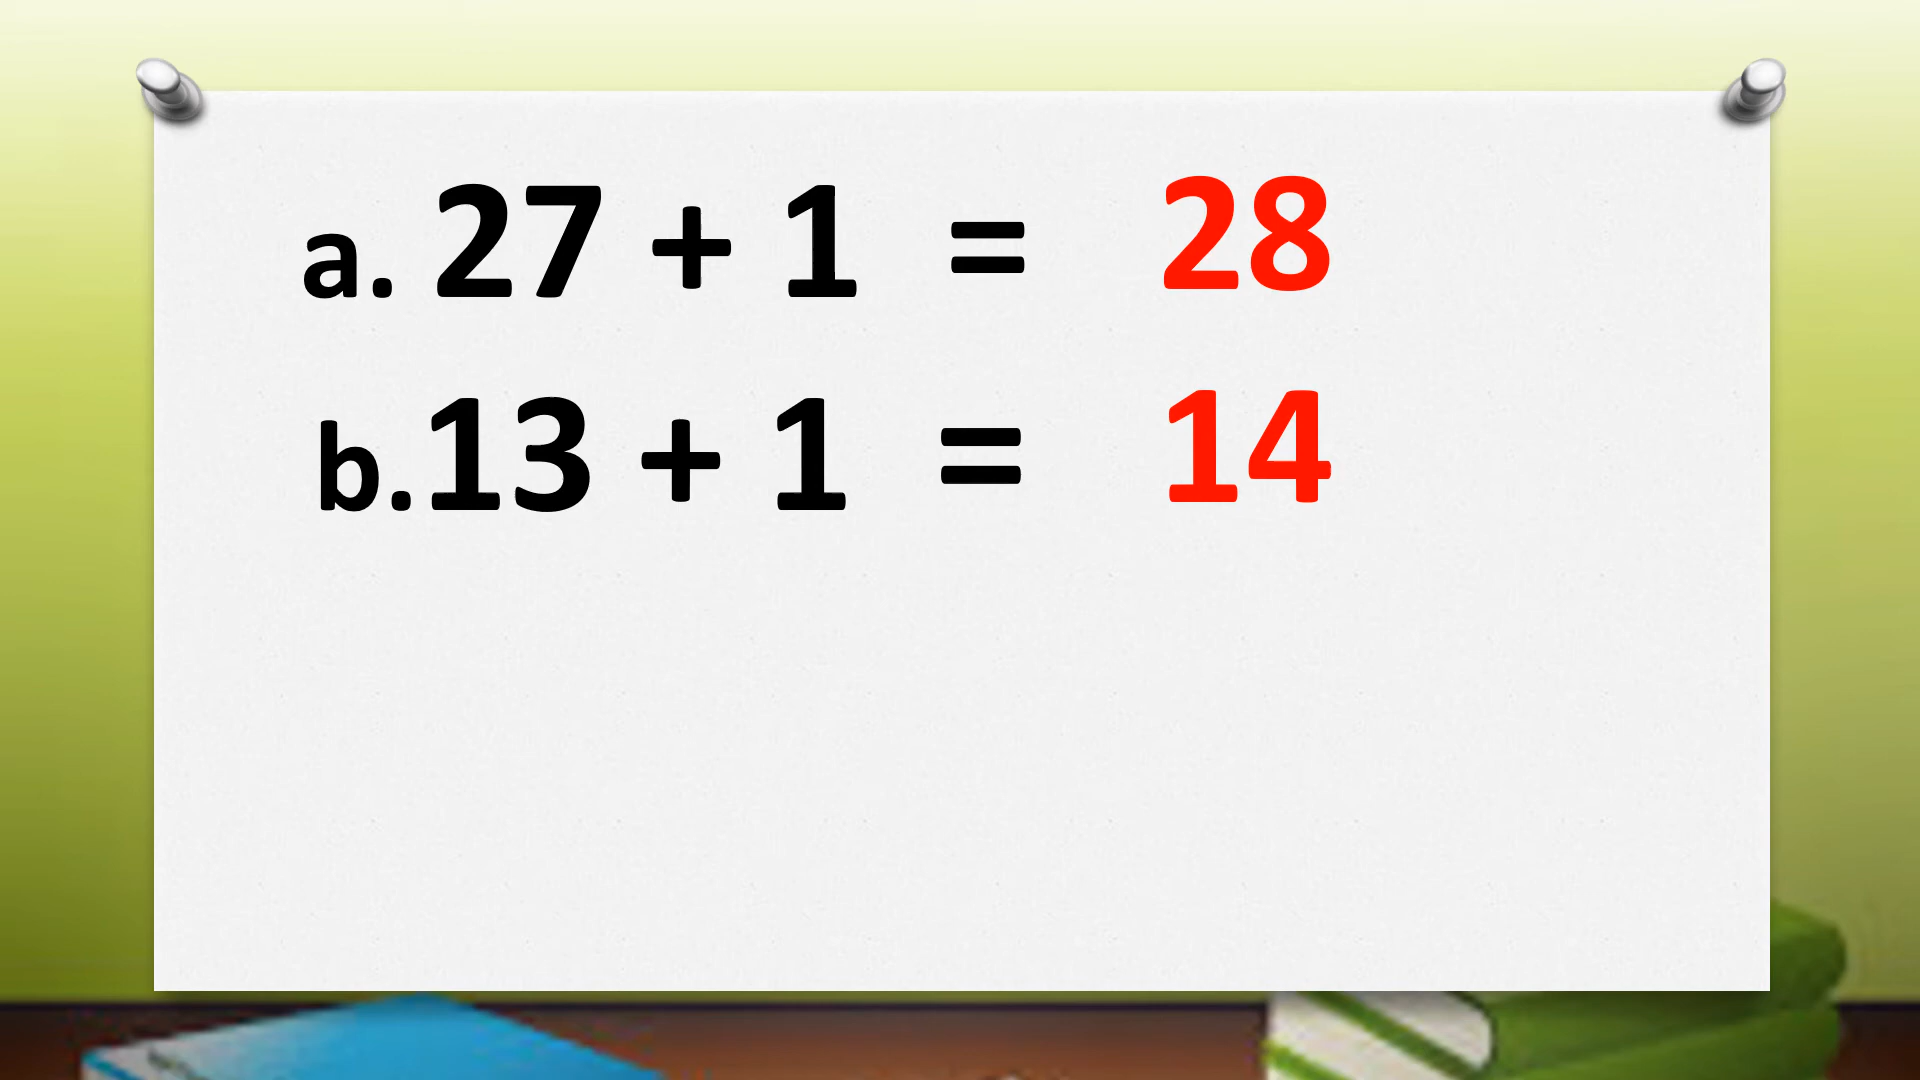 a. 27 + 1 = 28
b.13 + 1 = 14